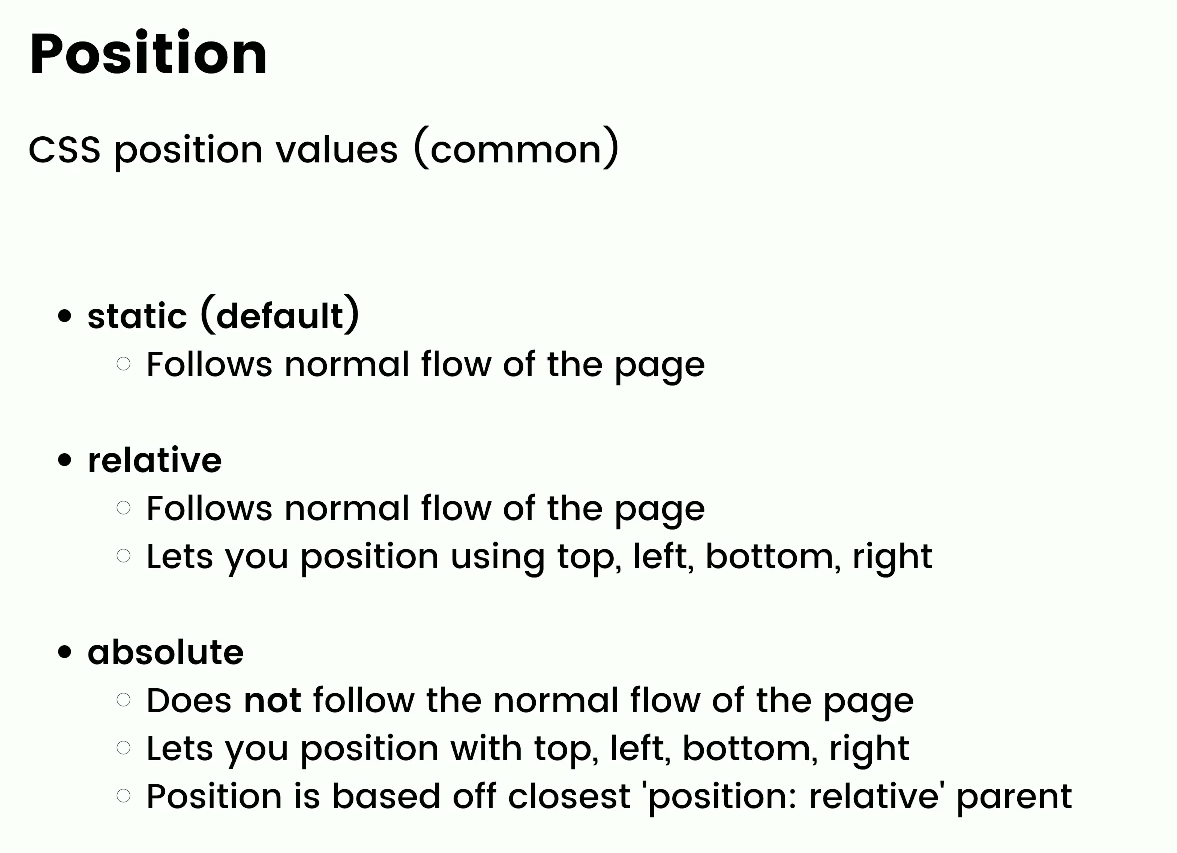 Position
CSS position values (common)
static (default)
Follows normal flow of the page
relative
Follows normal flow of the page
Lets you position using top, left, bottom, right
absolute
Does not follow the normal flow of the page
Lets you position with top, left, bottom, right
Position is based off closest 'position: relative' parent